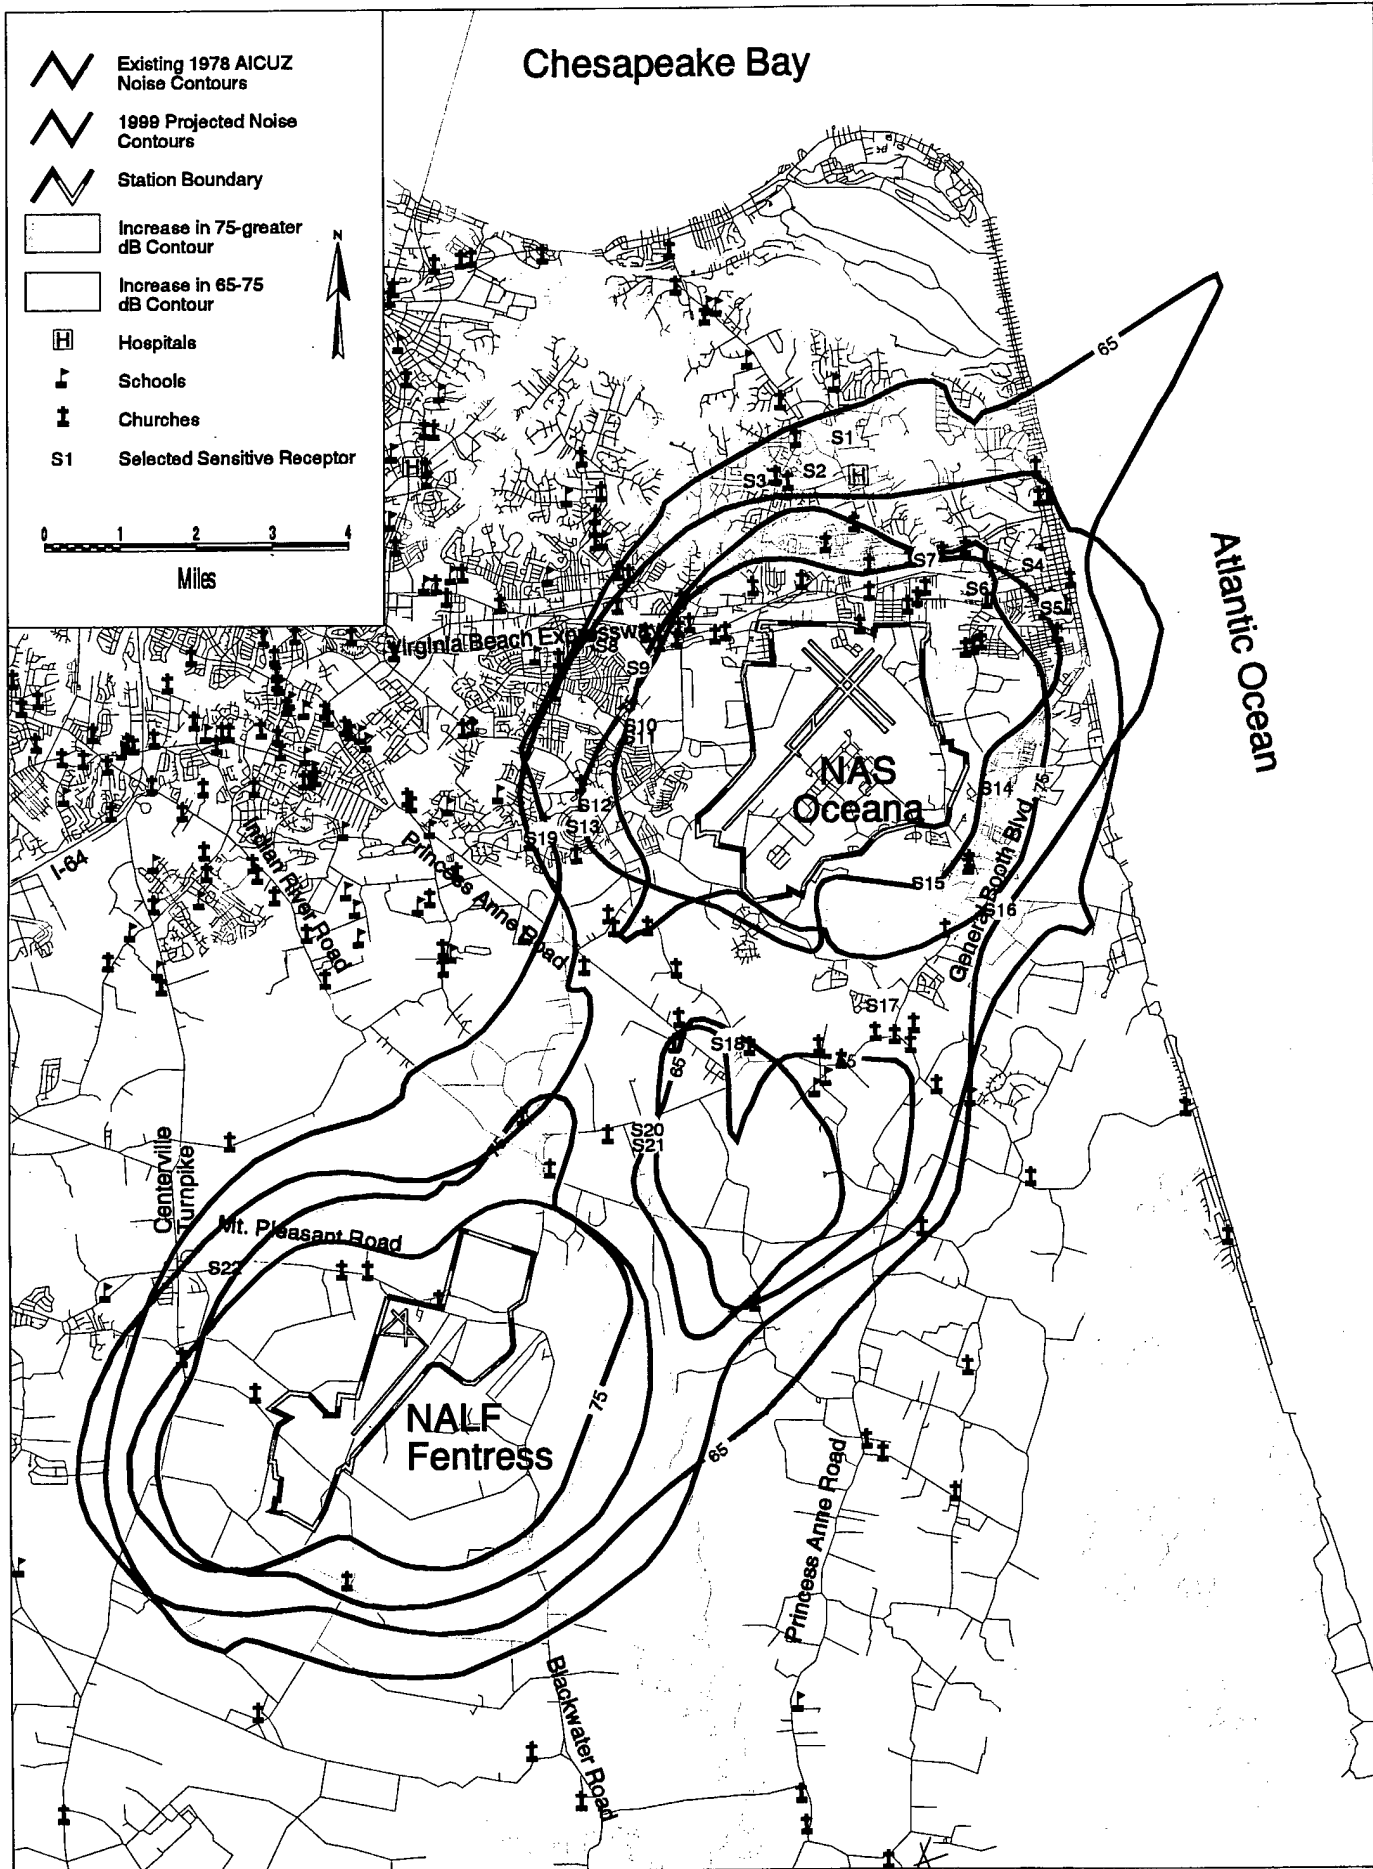 Existing 1978 AICUZ
Noise Contours
1999 Projected Noise
Contours
Station Boundary
Increase in 75-greater
dB Contour
Increase in 65-75
dB Contour
H
Hospitals
Schools
Churches
S1
Selected Sensitive Receptor
N
0 1 2 3 4
Miles
Chesapeake Bay
Atlantic Ocean
65
S1
S2
H
S3
H
S7
S4
S6
S5
Virginia Beach Expressway
S8
S9
S10
S11
NAS
Oceana
S14
75
S12
S13
S19
S15
S16
General Booth Blvd
I-64
Indian River Road
Princess Anne Road
S17
S18
65
S20
S21
Centerville
Turnpike
Mt. Pleasant Road
S22
75
NALF
Fentress
65
Princess Anne Road
Blackwater Road